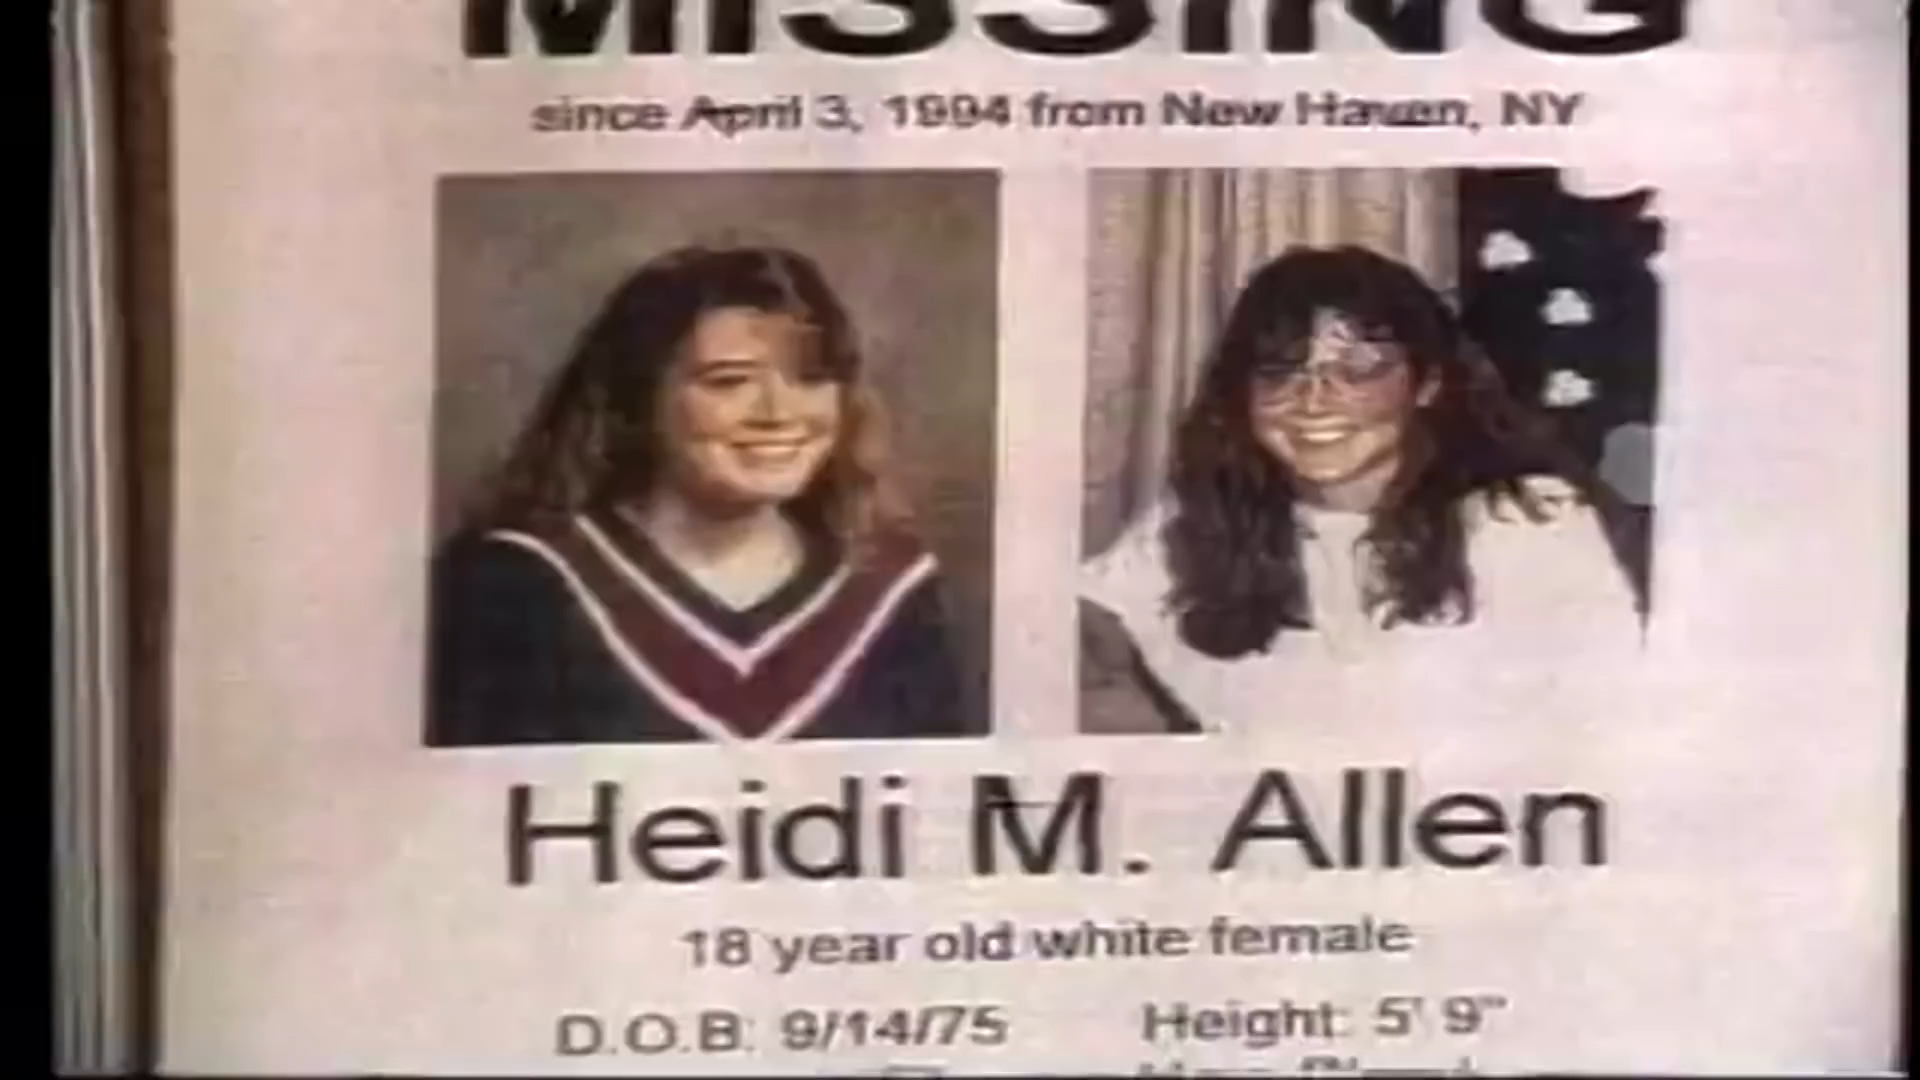 MISSING
since April 3, 1994 from New Haven, NY
Heidi M. Allen
18 year old white female
D.O.B: 9/14/75 Height: 5' 9"